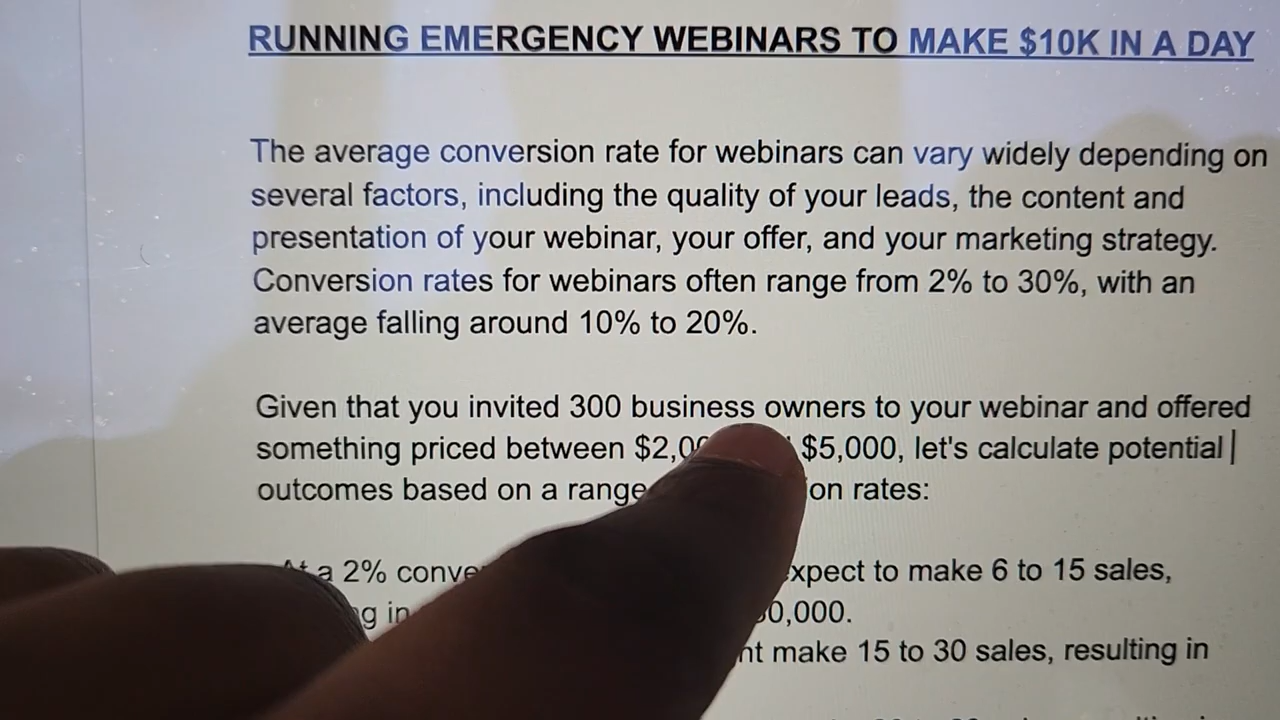 RUNNING EMERGENCY WEBINARS TO MAKE $10K IN A DAY
The average conversion rate for webinars can vary widely depending on
several factors, including the quality of your leads, the content and
presentation of your webinar, your offer, and your marketing strategy.
Conversion rates for webinars often range from 2% to 30%, with an
average falling around 10% to 20%.
Given that you invited 300 business owners to your webinar and offered
something priced between $5,000, let's calculate potential
outcomes based on a range rates:
a 2% expect to make 6 to 15 sales,
in
make 15 to 30 sales, resulting in